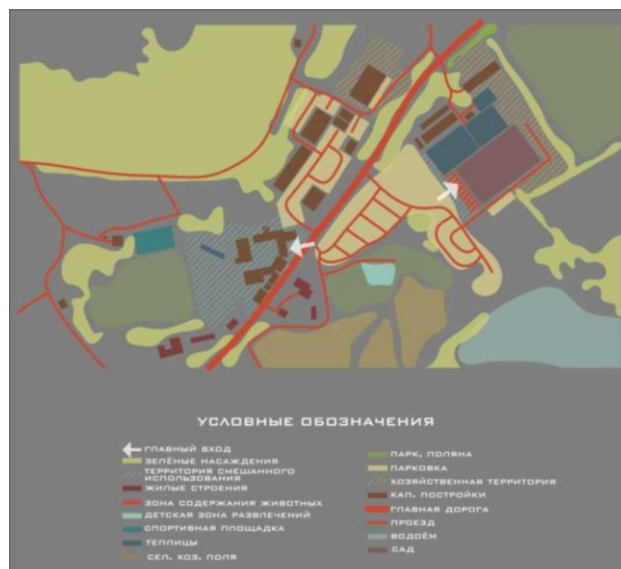 УСЛОВНЫЕ ОБОЗНАЧЕНИЯ
ГЛАВНЫЙ ВХОД
ЗЕЛЁНЫЕ НАСАЖДЕНИЯ
ТЕРРИТОРИЯ СМЕШАННОГО
ИСПОЛЬЗОВАНИЯ
ЖИЛЫЕ СТРОЕНИЯ
ЗОНА СОДЕРЖАНИЯ ЖИВОТНЫХ
ДЕТСКАЯ ЗОНА РАЗВЛЕЧЕНИЙ
СПОРТИВНАЯ ПЛОЩАДКА
ТЕПЛИЦЫ
СЕЛ. ХОЗ. ПОЛЯ
ПАРК, ПОЛЯНА
ПАРКОВКА
ХОЗЯЙСТВЕННАЯ ТЕРРИТОРИЯ
КАП. ПОСТРОЙКИ
ГЛАВНАЯ ДОРОГА
ПРОЕЗД
ВОДОЁМ
САД